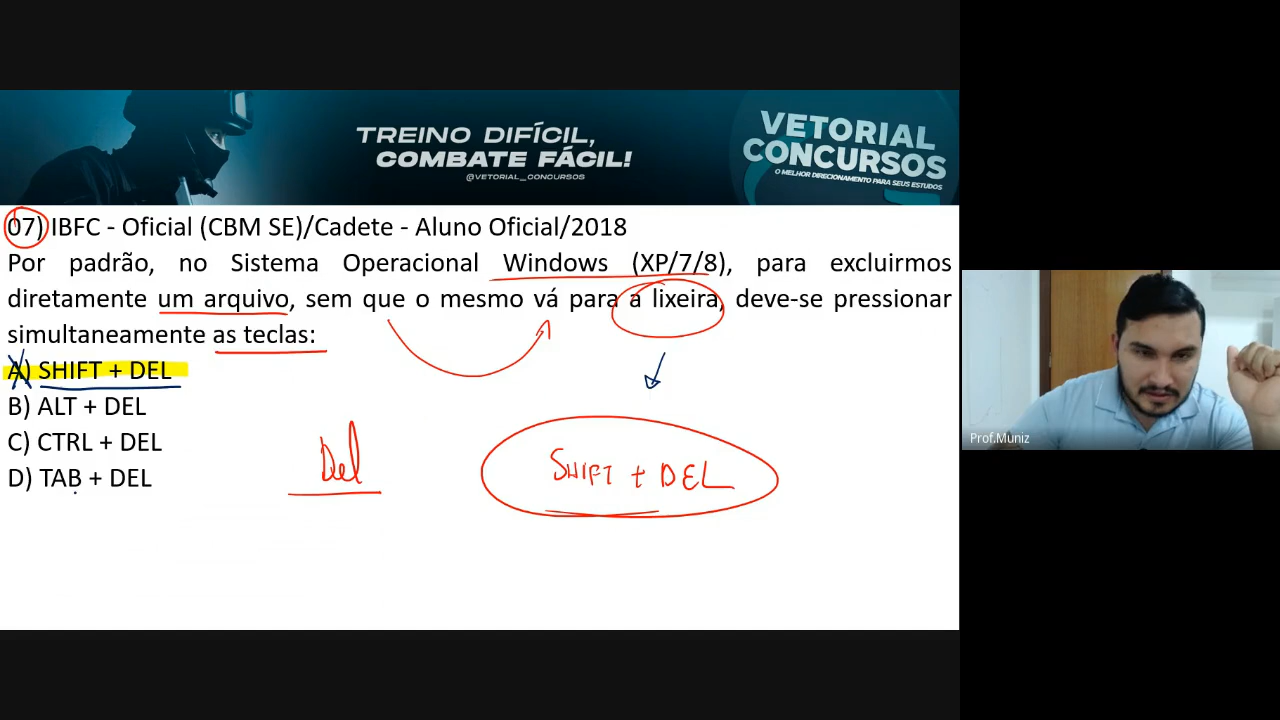 TREINO DIFÍCIL,
COMBATE FÁCIL!
@VETORIAL_CONCURSOS
VETORIAL
CONCURSOS
O MELHOR DIRECIONAMENTO PARA SEUS ESTUDOS
07) IBFC - Oficial (CBM SE)/Cadete - Aluno Oficial/2018
Por padrão, no Sistema Operacional Windows (XP/7/8), para excluirmos
diretamente um arquivo, sem que o mesmo vá para a lixeira, deve-se pressionar
simultaneamente as teclas:
A) SHIFT + DEL
B) ALT + DEL
C) CTRL + DEL
D) TAB + DEL
Del
SHIFT + DEL
Prof.Muniz